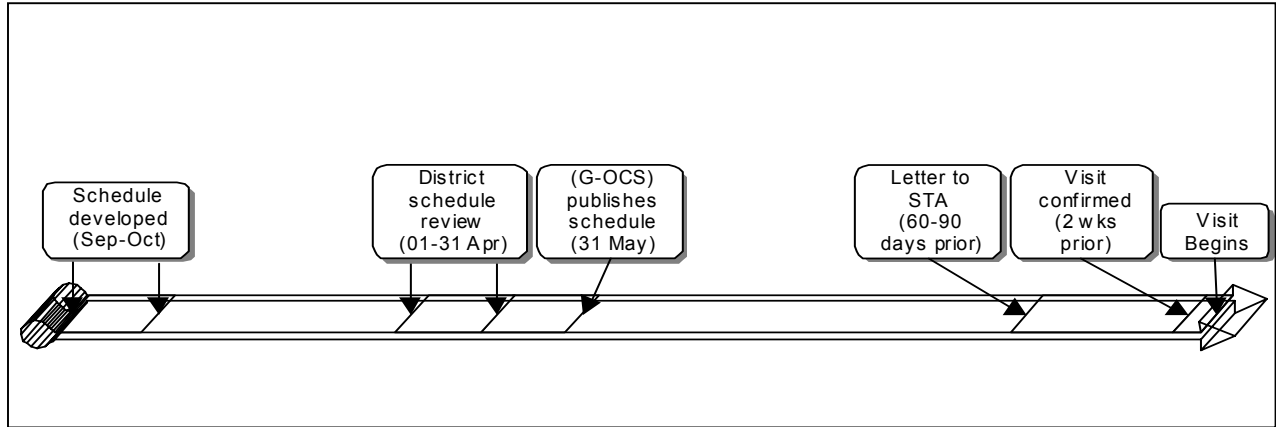 Schedule
developed
(Sep-Oct)
District
schedule
review
(01-31 Apr)
(G-OCS)
publishes
schedule
(31 May)
Letter to
STA
(60-90
days prior)
Visit
confirmed
(2 wks
prior)
Visit
Begins